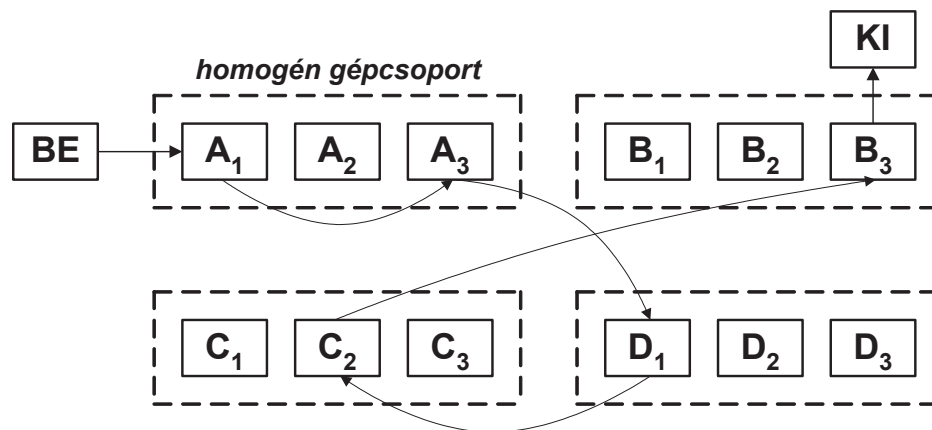 KI
homogén gépcsoport
BE A₁ A₂ A₃ B₁ B₂ B₃
C₁ C₂ C₃ D₁ D₂ D₃